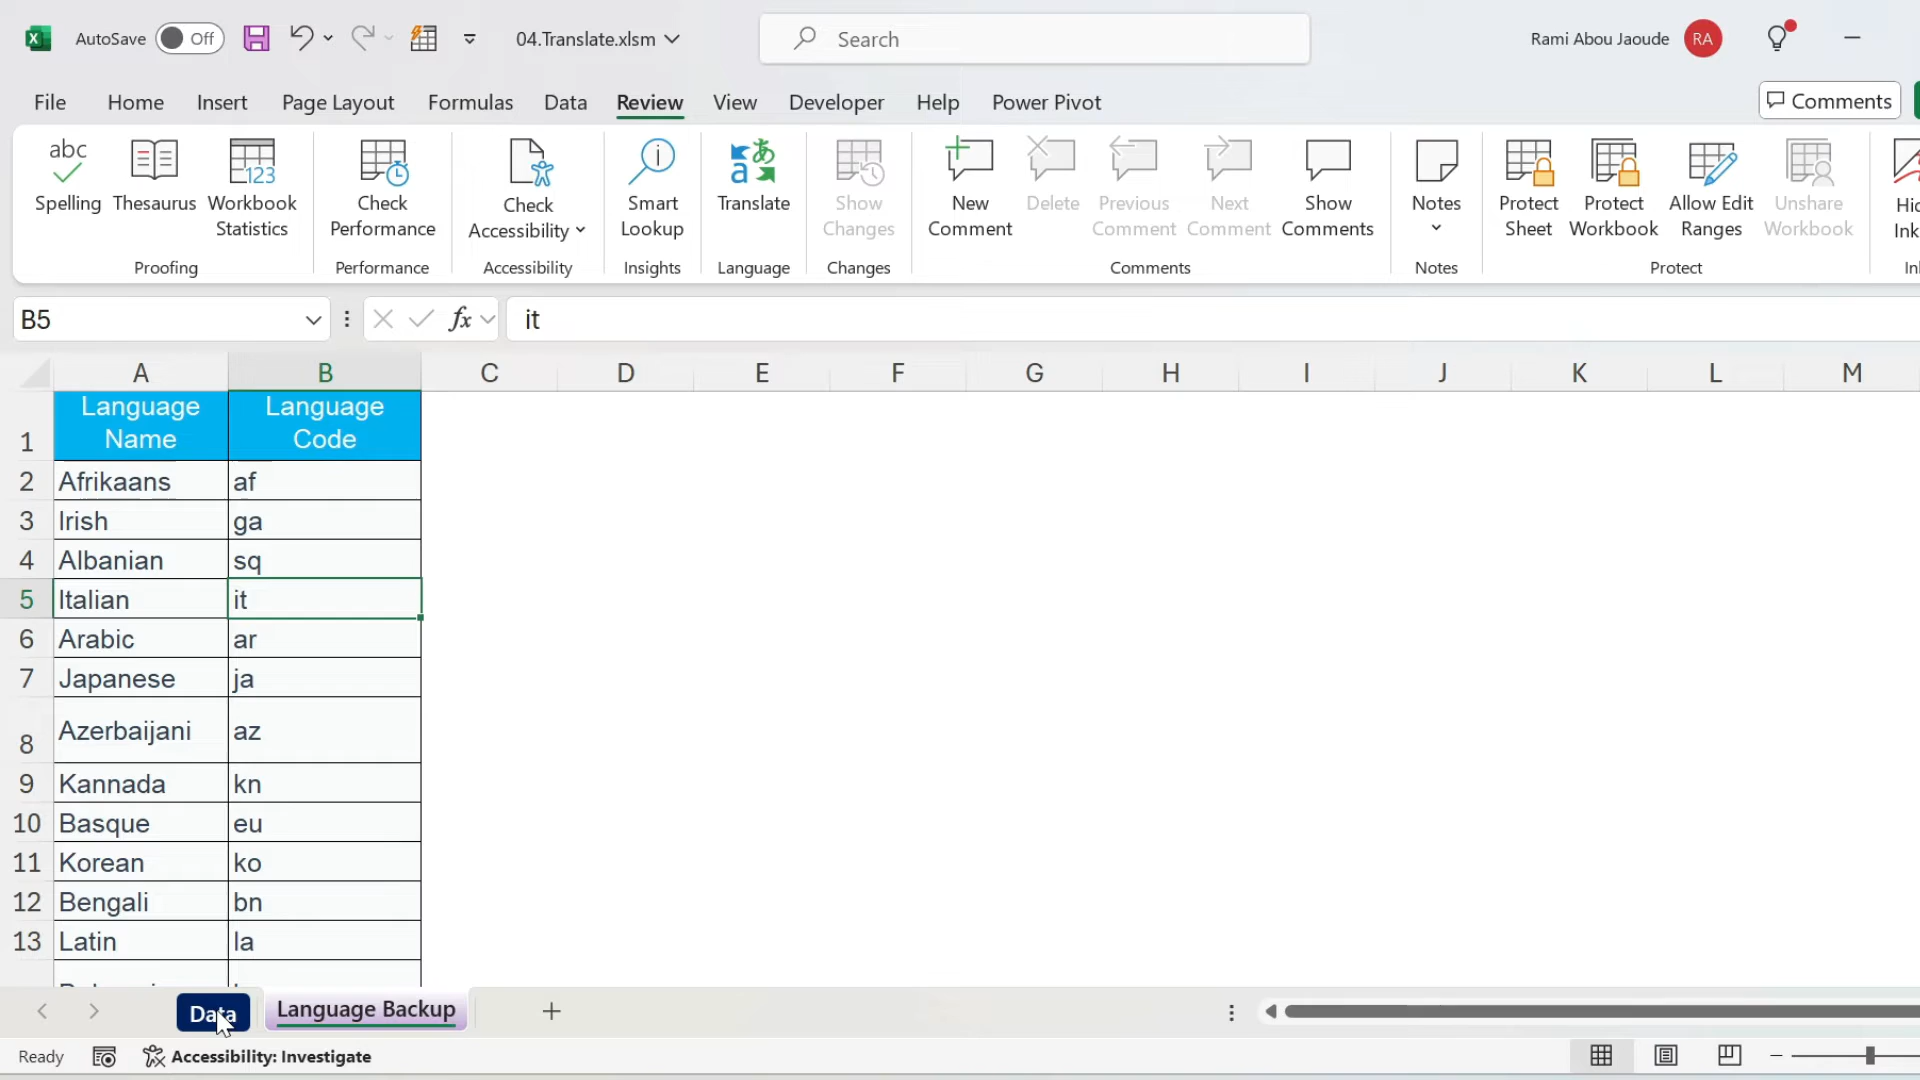 AutoSave Off 04.Translate.xlsm Search Rami Abou Jaoude RA
File Home Insert Page Layout Formulas Data Review View Developer Help Power Pivot Comments
abc
Spelling Thesaurus Workbook Statistics
123
Proofing
Check Performance
Performance
Check Accessibility
Accessibility
Smart Lookup
Insights
Translate
Language
Show Changes
Changes
New Comment
Delete
Previous Comment
Next Comment
Show Comments
Comments
Notes
Notes
Protect Sheet
Protect Workbook
Allow Edit Ranges
Unshare Workbook
Protect
B5 fx it
A B C D E F G H I J K L M
1 Language Name Language Code
2 Afrikaans af
3 Irish ga
4 Albanian sq
5 Italian it
6 Arabic ar
7 Japanese ja
8 Azerbaijani az
9 Kannada kn
10 Basque eu
11 Korean ko
12 Bengali bn
13 Latin la
Data Language Backup
Ready Accessibility: Investigate